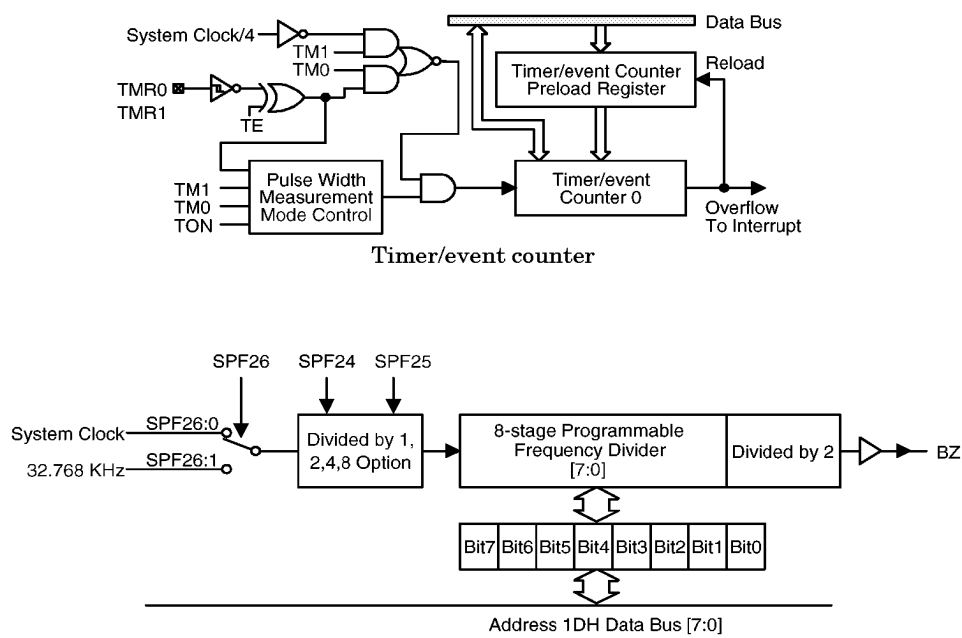 Data Bus
System Clock/4
TM1
TM0
Timer/event Counter
Preload Register
Reload
TMR0
TMR1
TE
Pulse Width
Measurement
Mode Control
TM1
TM0
TON
Timer/event
Counter 0
Overflow
To Interrupt
Timer/event counter
SPF26
SPF24
SPF25
System Clock
SPF26:0
32.768 KHz
SPF26:1
Divided by 1,
2,4,8 Option
8-stage Programmable
Frequency Divider
[7:0]
Divided by 2
BZ
Bit7 Bit6 Bit5 Bit4 Bit3 Bit2 Bit1 Bit0
Address 1DH Data Bus [7:0]